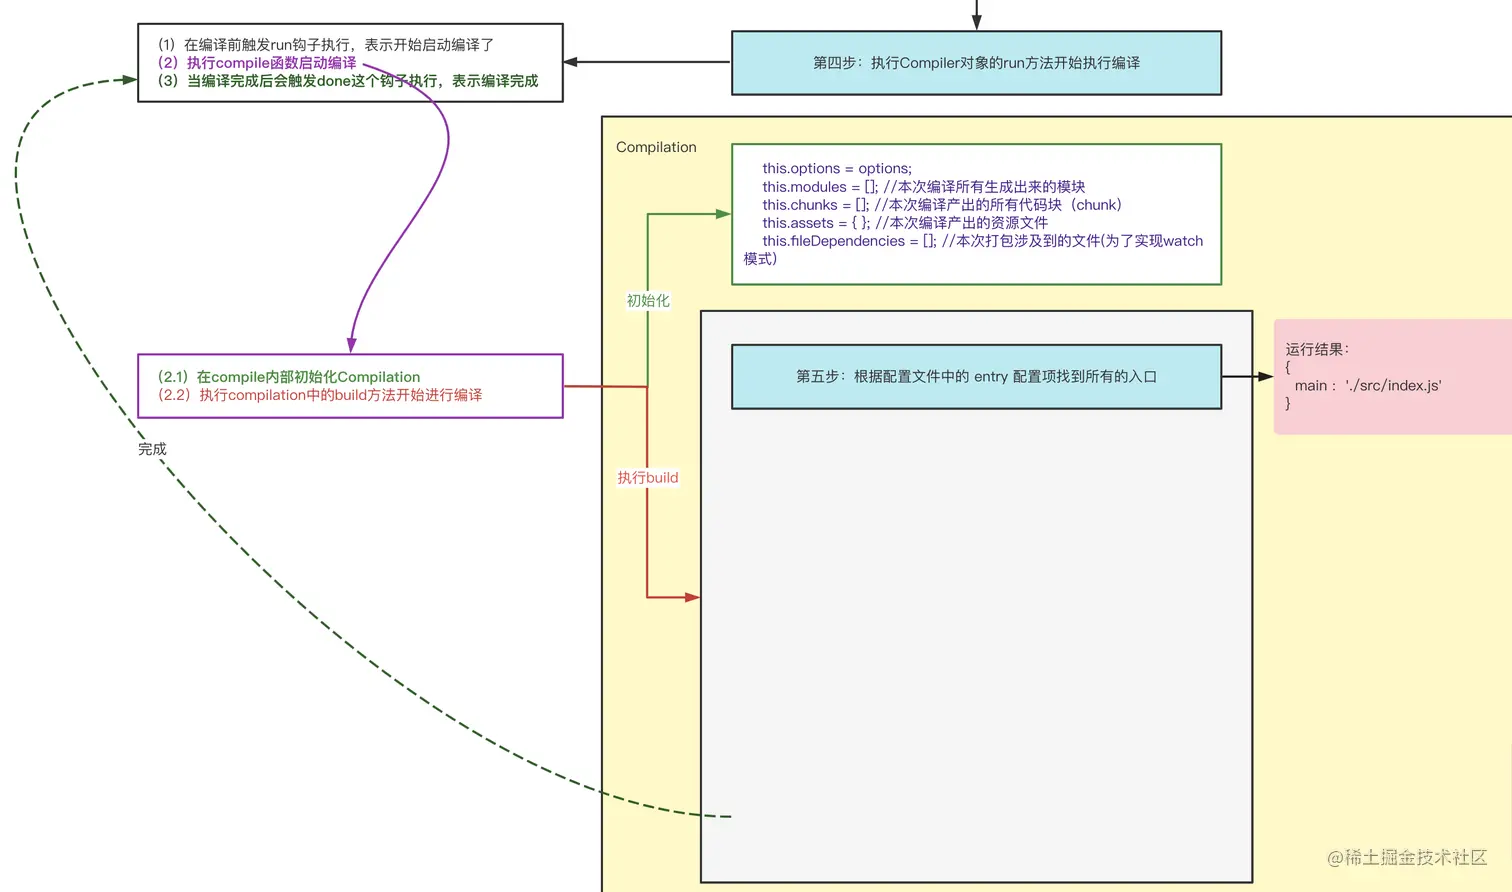 （1）在编译前触发run钩子执行，表示开始启动编译了
（2）执行compile函数启动编译
（3）当编译完成后会触发done这个钩子执行，表示编译完成
第四步：执行Compiler对象的run方法开始执行编译
Compilation
this.options = options;
this.modules = []; //本次编译所有生成出来的模块
this.chunks = []; //本次编译产出的所有代码块（chunk）
this.assets = { }; //本次编译产出的资源文件
this.fileDependencies = []; //本次打包涉及到的文件(为了实现watch
模式）
初始化
第五步：根据配置文件中的 entry 配置项找到所有的入口
运行结果：
{
main： './src/index.js'
}
（2.1）在compile内部初始化Compilation
（2.2）执行compilation中的build方法开始进行编译
完成
执行build
@稀土掘金技术社区